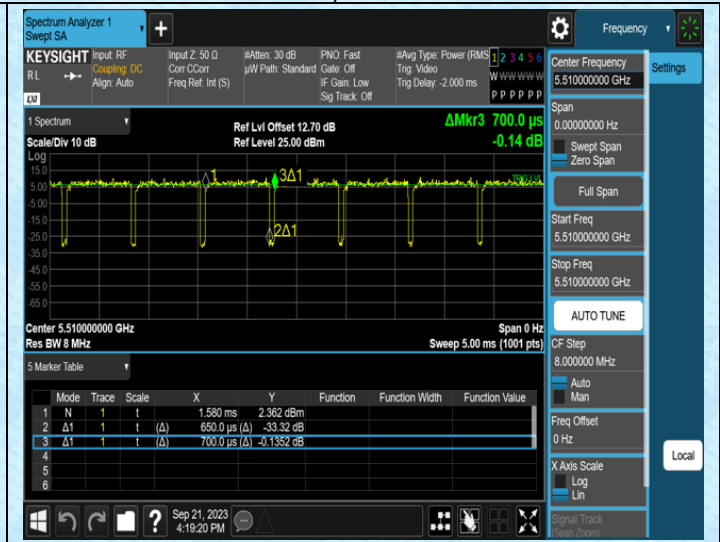 Spectrum Analyzer 1
Swept SA
+
Frequency
KEYSIGHT
RL
LXI
Input: RF
Coupling: DC
Align: Auto
Input Z: 50 Ω
Corr CCorr
Freq Ref: Int (S)
#Atten: 30 dB
µW Path: Standard
PNO: Fast
Gate: Off
IF Gain: Low
Sig Track: Off
#Avg Type: Power (RMS
Trig: Video
Trig Delay: -2.000 ms
1 2 3 4 5 6
W W W W W W
P P P P P P
1 Spectrum
Scale/Div 10 dB
Ref Lvl Offset 12.70 dB
Ref Level 25.00 dBm
ΔMkr3 700.0 µs
-0.14 dB
Log
15.0
5.00
-5.00
-15.0
-25.0
-35.0
-45.0
-55.0
-65.0
1
3Δ1
2Δ1
TRIG LVL
Center 5.510000000 GHz
Res BW 8 MHz
Span 0 Hz
Sweep 5.00 ms (1001 pts)
5 Marker Table
Mode Trace Scale X Y Function Function Width Function Value
1 N 1 t 1.580 ms 2.362 dBm
2 Δ1 1 t (Δ) 650.0 µs (Δ) -33.32 dB
3 Δ1 1 t (Δ) 700.0 µs (Δ) -0.1352 dB
4
5
6
Sep 21, 2023
4:19:20 PM
?
Center Frequency
5.510000000 GHz
Span
0.00000000 Hz
Swept Span
Zero Span
Full Span
Start Freq
5.510000000 GHz
Stop Freq
5.510000000 GHz
AUTO TUNE
CF Step
8.000000 MHz
Auto
Man
Freq Offset
0 Hz
X Axis Scale
Log
Lin
Signal Track
(Span Zoom)
Settings
Local